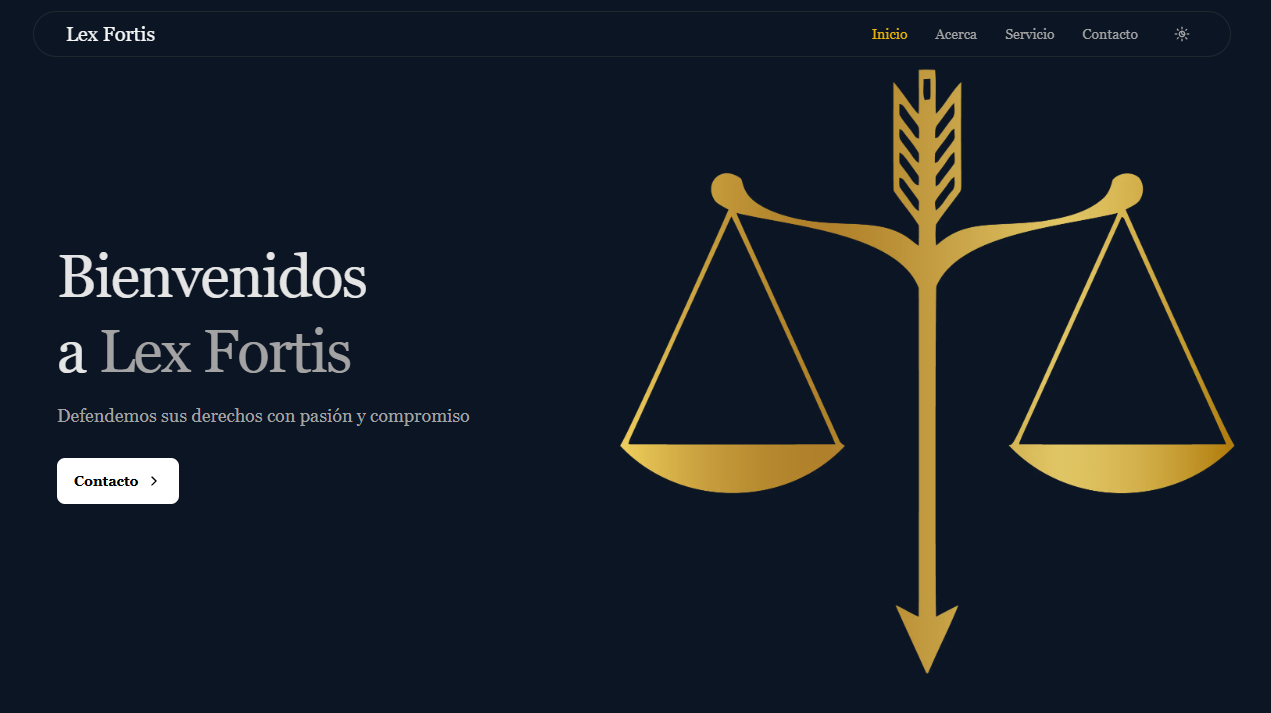 Lex Fortis
Inicio Acerca Servicio Contacto
Bienvenidos
a Lex Fortis
Defendemos sus derechos con pasión y compromiso
Contacto